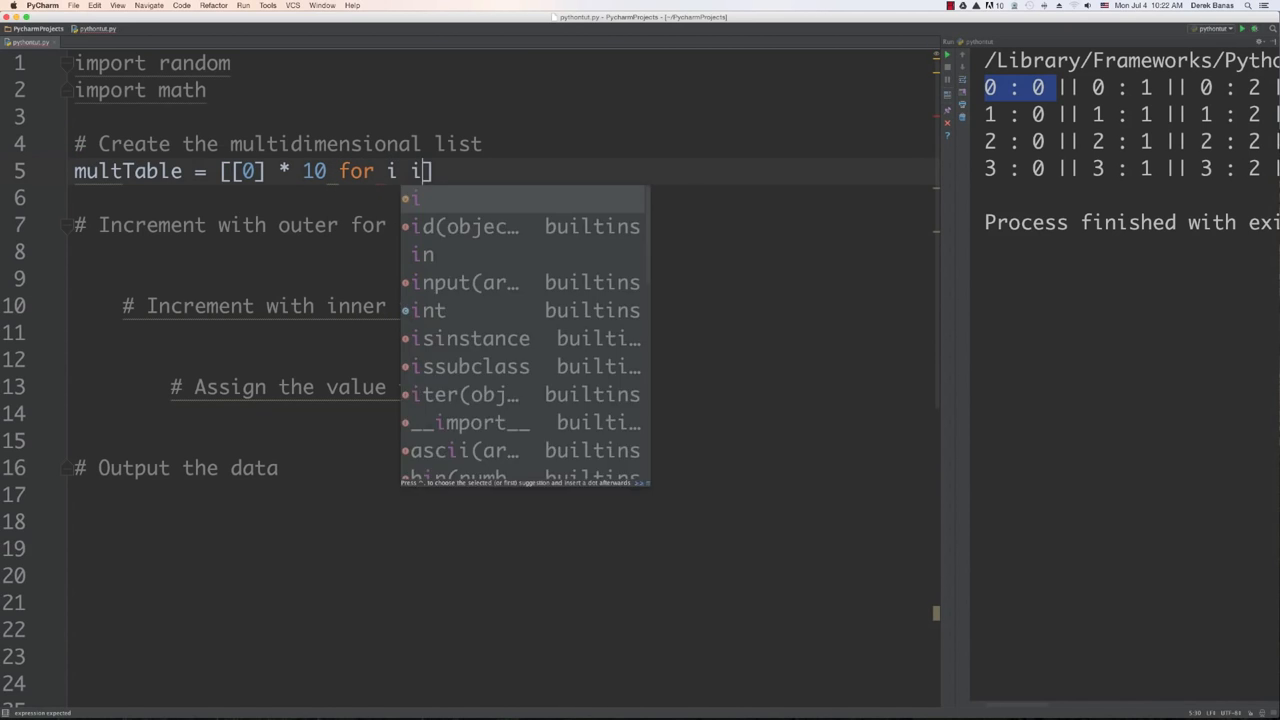 PyCharm File Edit View Navigate Code Refactor Run Tools VCS Window Help
10
Mon Jul 4 10:22 AM Derek Banas
pythontut.py - PycharmProjects - [~/PycharmProjects]
PycharmProjects pythontut.py
pythontut
pythontut.py
Run: pythontut
1 import random
2 import math
3
4 # Create the multidimensional list
5 multTable = [[0] * 10 for i i]
6
7 # Increment with outer for
8
9
10 # Increment with inner
11
12
13 # Assign the value
14
15
16 # Output the data
17
18
19
20
21
22
23
24
i
id(objec… builtins
in
input(ar… builtins
int builtins
isinstance builti…
issubclass builti…
iter(obj… builtins
__import__ builti…
ascii(ar… builtins
bin(numb… builtins
Press ^. to choose the selected (or first) suggestion and insert a dot afterwards >>
/Library/Frameworks/Pytho
0 : 0 || 0 : 1 || 0 : 2 |
1 : 0 || 1 : 1 || 1 : 2 |
2 : 0 || 2 : 1 || 2 : 2 |
3 : 0 || 3 : 1 || 3 : 2 |
Process finished with exi
expression expected
5:30 LF‡ UTF-8‡